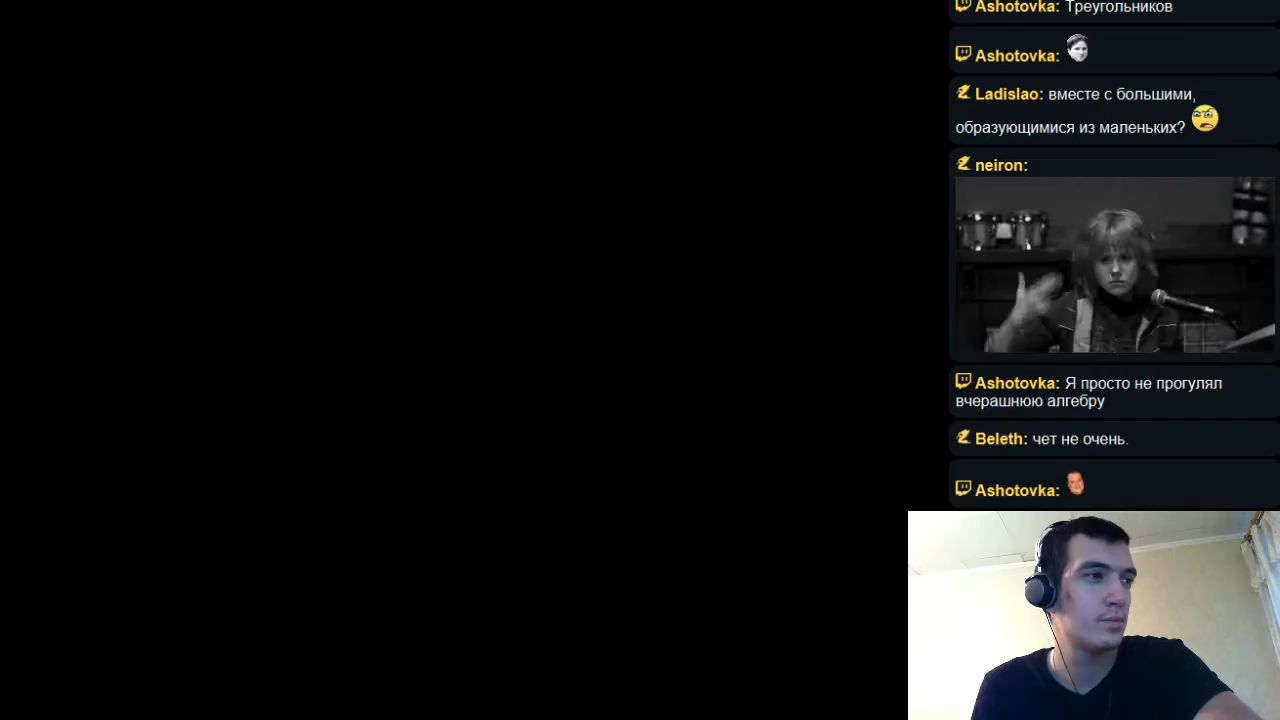 Ashotovka: Треугольников
Ashotovka:
Ladislao: вместе с большими,
образующимися из маленьких?
neiron:
Ashotovka: Я просто не прогулял
вчерашнюю алгебру
Beleth: чет не очень.
Ashotovka: